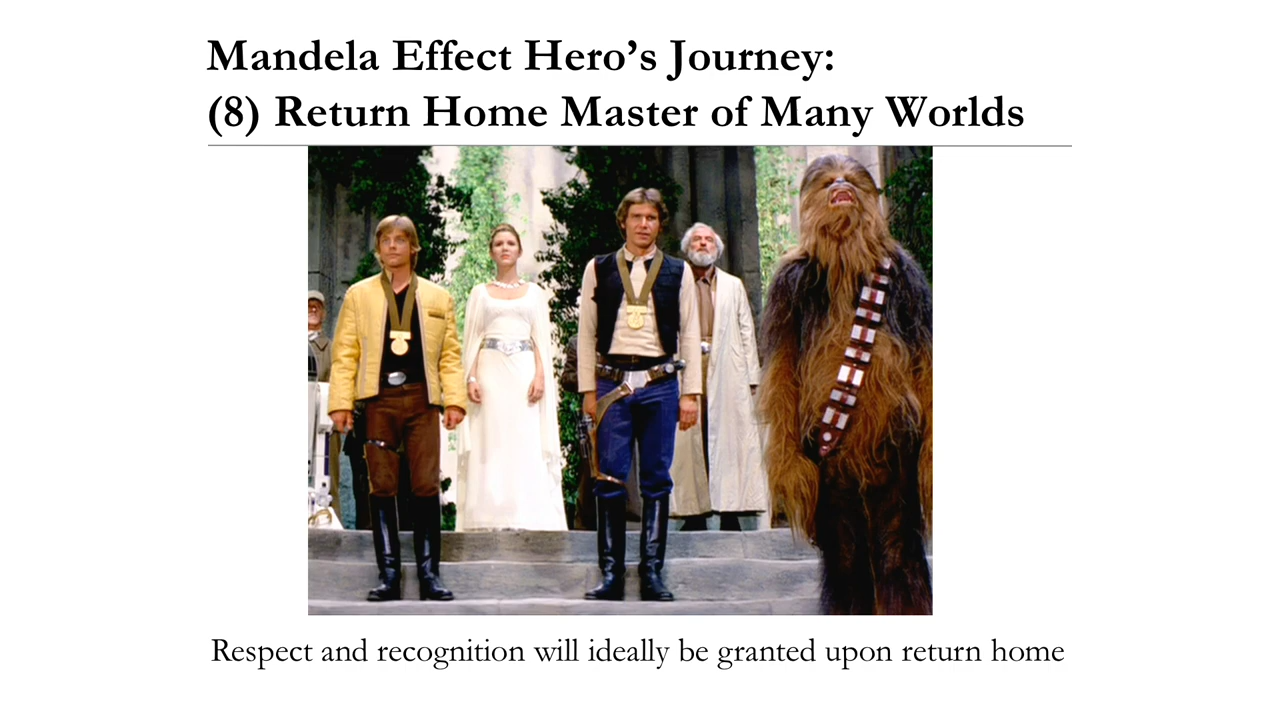 Mandela Effect Hero’s Journey:
(8) Return Home Master of Many Worlds
Respect and recognition will ideally be granted upon return home